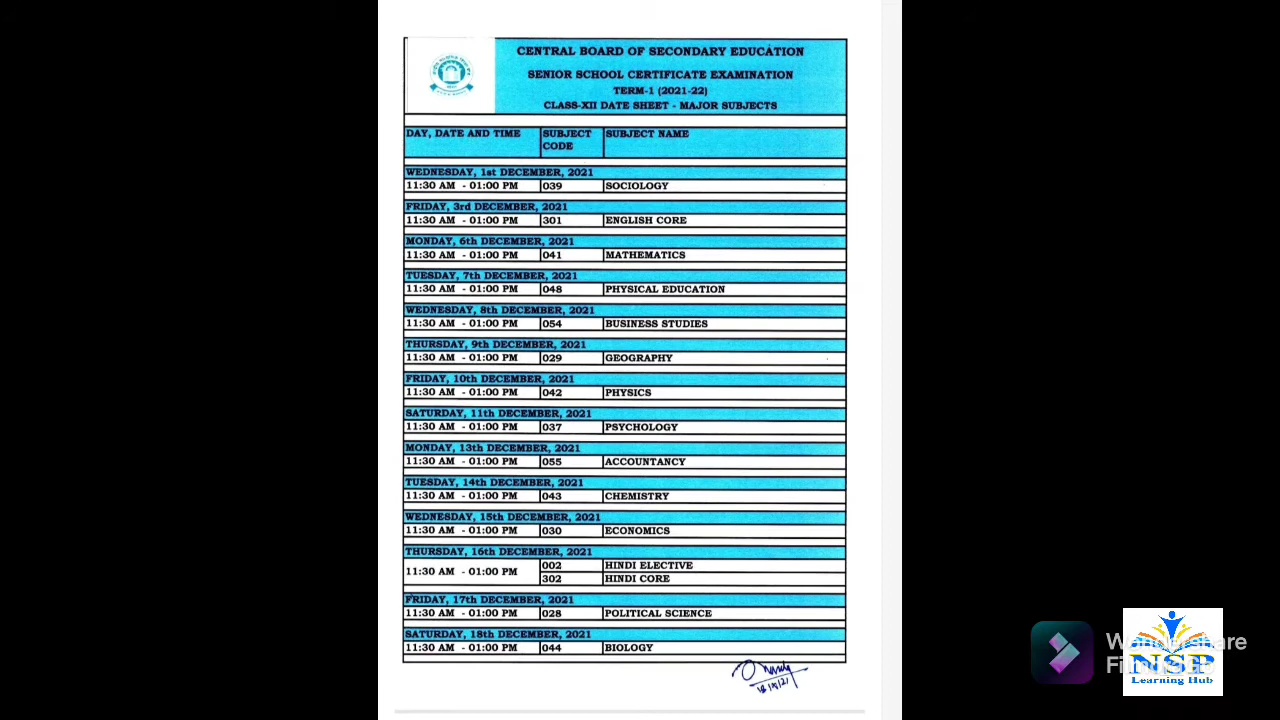 CENTRAL BOARD OF SECONDARY EDUCATION
SENIOR SCHOOL CERTIFICATE EXAMINATION
TERM-1 (2021-22)
CLASS-XII DATE SHEET - MAJOR SUBJECTS
DAY, DATE AND TIME SUBJECT CODE SUBJECT NAME
WEDNESDAY, 1st DECEMBER, 2021
11:30 AM - 01:00 PM 039 SOCIOLOGY
FRIDAY, 3rd DECEMBER, 2021
11:30 AM - 01:00 PM 301 ENGLISH CORE
MONDAY, 6th DECEMBER, 2021
11:30 AM - 01:00 PM 041 MATHEMATICS
TUESDAY, 7th DECEMBER, 2021
11:30 AM - 01:00 PM 048 PHYSICAL EDUCATION
WEDNESDAY, 8th DECEMBER, 2021
11:30 AM - 01:00 PM 054 BUSINESS STUDIES
THURSDAY, 9th DECEMBER, 2021
11:30 AM - 01:00 PM 029 GEOGRAPHY
FRIDAY, 10th DECEMBER, 2021
11:30 AM - 01:00 PM 042 PHYSICS
SATURDAY, 11th DECEMBER, 2021
11:30 AM - 01:00 PM 037 PSYCHOLOGY
MONDAY, 13th DECEMBER, 2021
11:30 AM - 01:00 PM 055 ACCOUNTANCY
TUESDAY, 14th DECEMBER, 2021
11:30 AM - 01:00 PM 043 CHEMISTRY
WEDNESDAY, 15th DECEMBER, 2021
11:30 AM - 01:00 PM 030 ECONOMICS
THURSDAY, 16th DECEMBER, 2021
11:30 AM - 01:00 PM 002 HINDI ELECTIVE
302 HINDI CORE
FRIDAY, 17th DECEMBER, 2021
11:30 AM - 01:00 PM 028 POLITICAL SCIENCE
SATURDAY, 18th DECEMBER, 2021
11:30 AM - 01:00 PM 044 BIOLOGY
Wondershare
NSP
Learning Hub